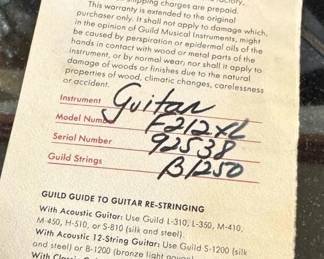 shipping charges are prepaid.
This warranty is extended to the original
purchaser only. It shall not apply to damage which,
in the opinion of Guild Musical Instruments, might
be caused by perspiration or epidermal oils of the
hands in contact with wood or metal parts of the
instrument, or by normal wear; nor shall it apply to
damage of woods or finishes due to the natural
properties of wood, climatic changes, carelessness
or accident.
Instrument Guitar
Model Number F212XL
Serial Number 92538
Guild Strings B1250
GUILD GUIDE TO GUITAR RE-STRINGING
With Acoustic Guitar: Use Guild L-310, L-350, M-410,
M-450, H-510, or S-810 (silk and steel).
With Acoustic 12-String Guitar: Use Guild S-1200 (silk
and steel) or B-1200 (bronze light
With Classic